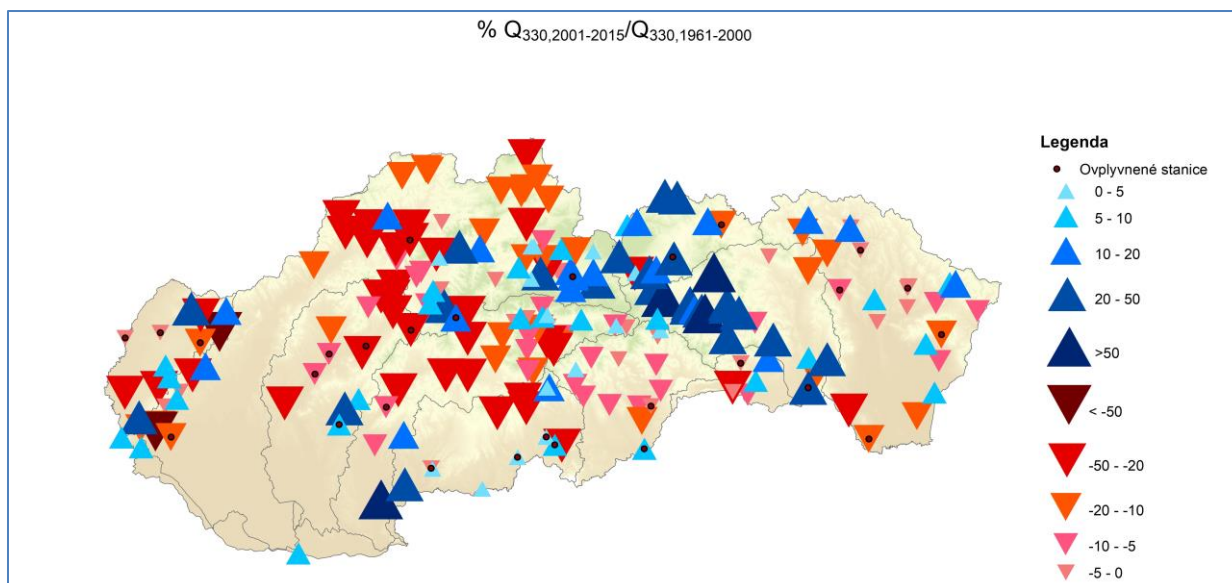 % Q330,2001-2015/Q330,1961-2000
Legenda
Ovplyvnené stanice
0 - 5
5 - 10
10 - 20
20 - 50
>50
< -50
-50 - -20
-20 - -10
-10 - -5
-5 - 0